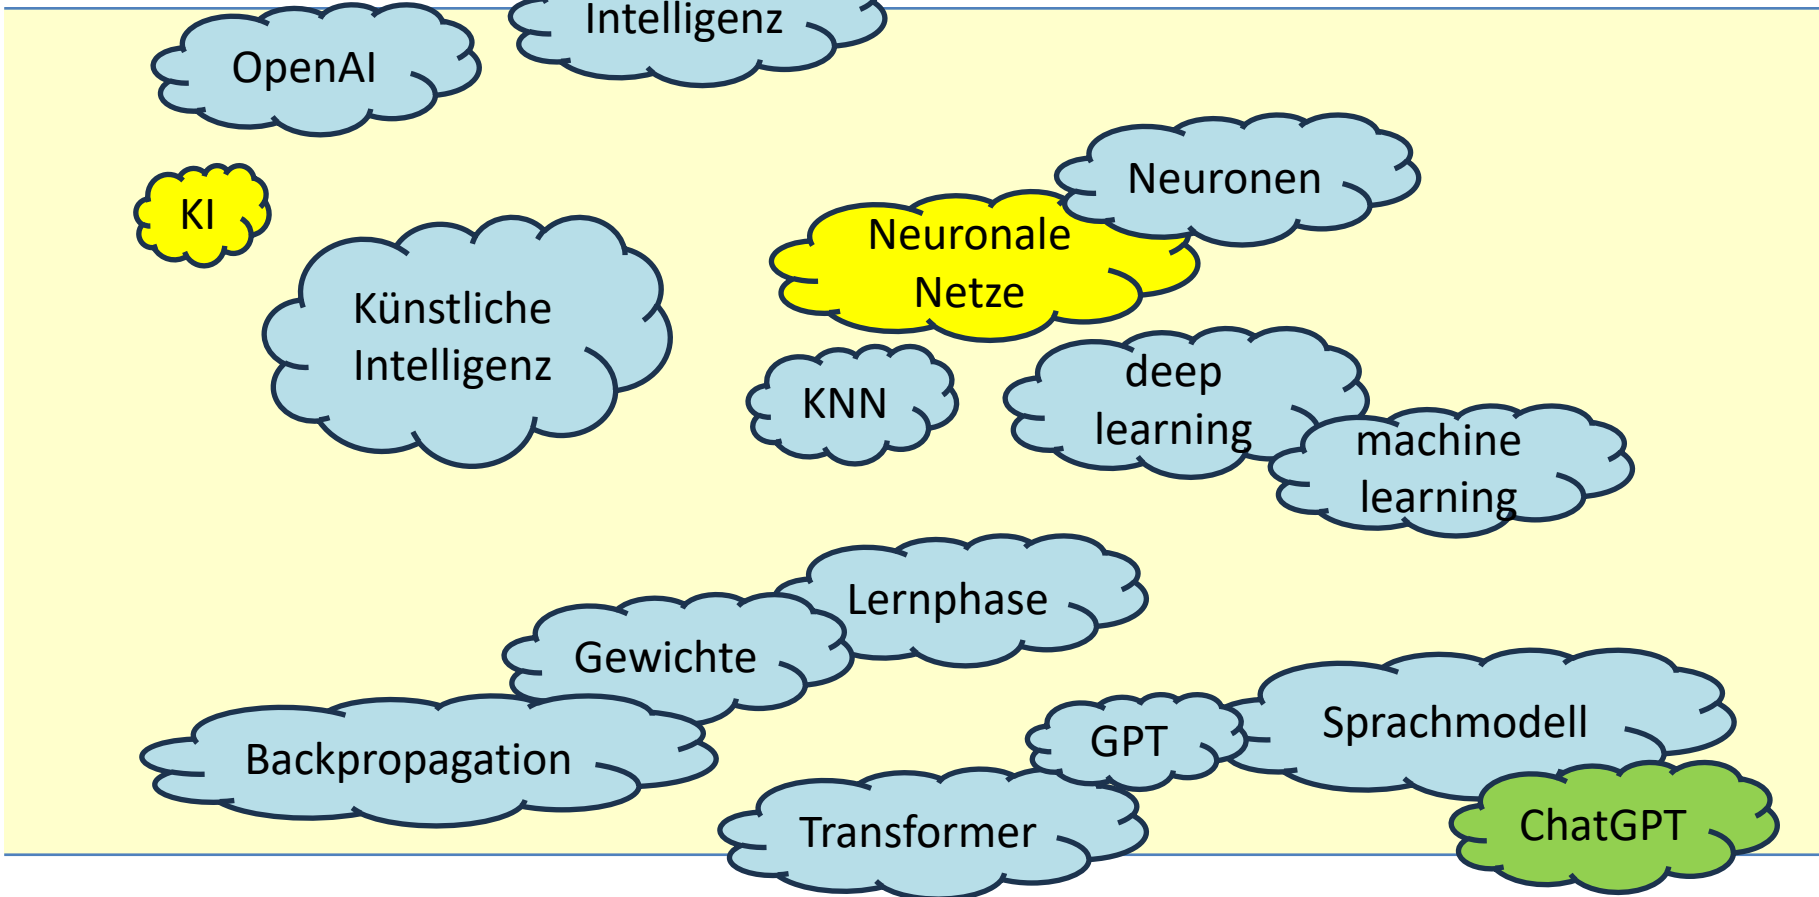 Intelligenz
OpenAI
Neuronen
KI
Neuronale
Netze
Künstliche
Intelligenz
deep
learning
KNN
machine
learning
Lernphase
Gewichte
Sprachmodell
GPT
Backpropagation
Transformer
ChatGPT